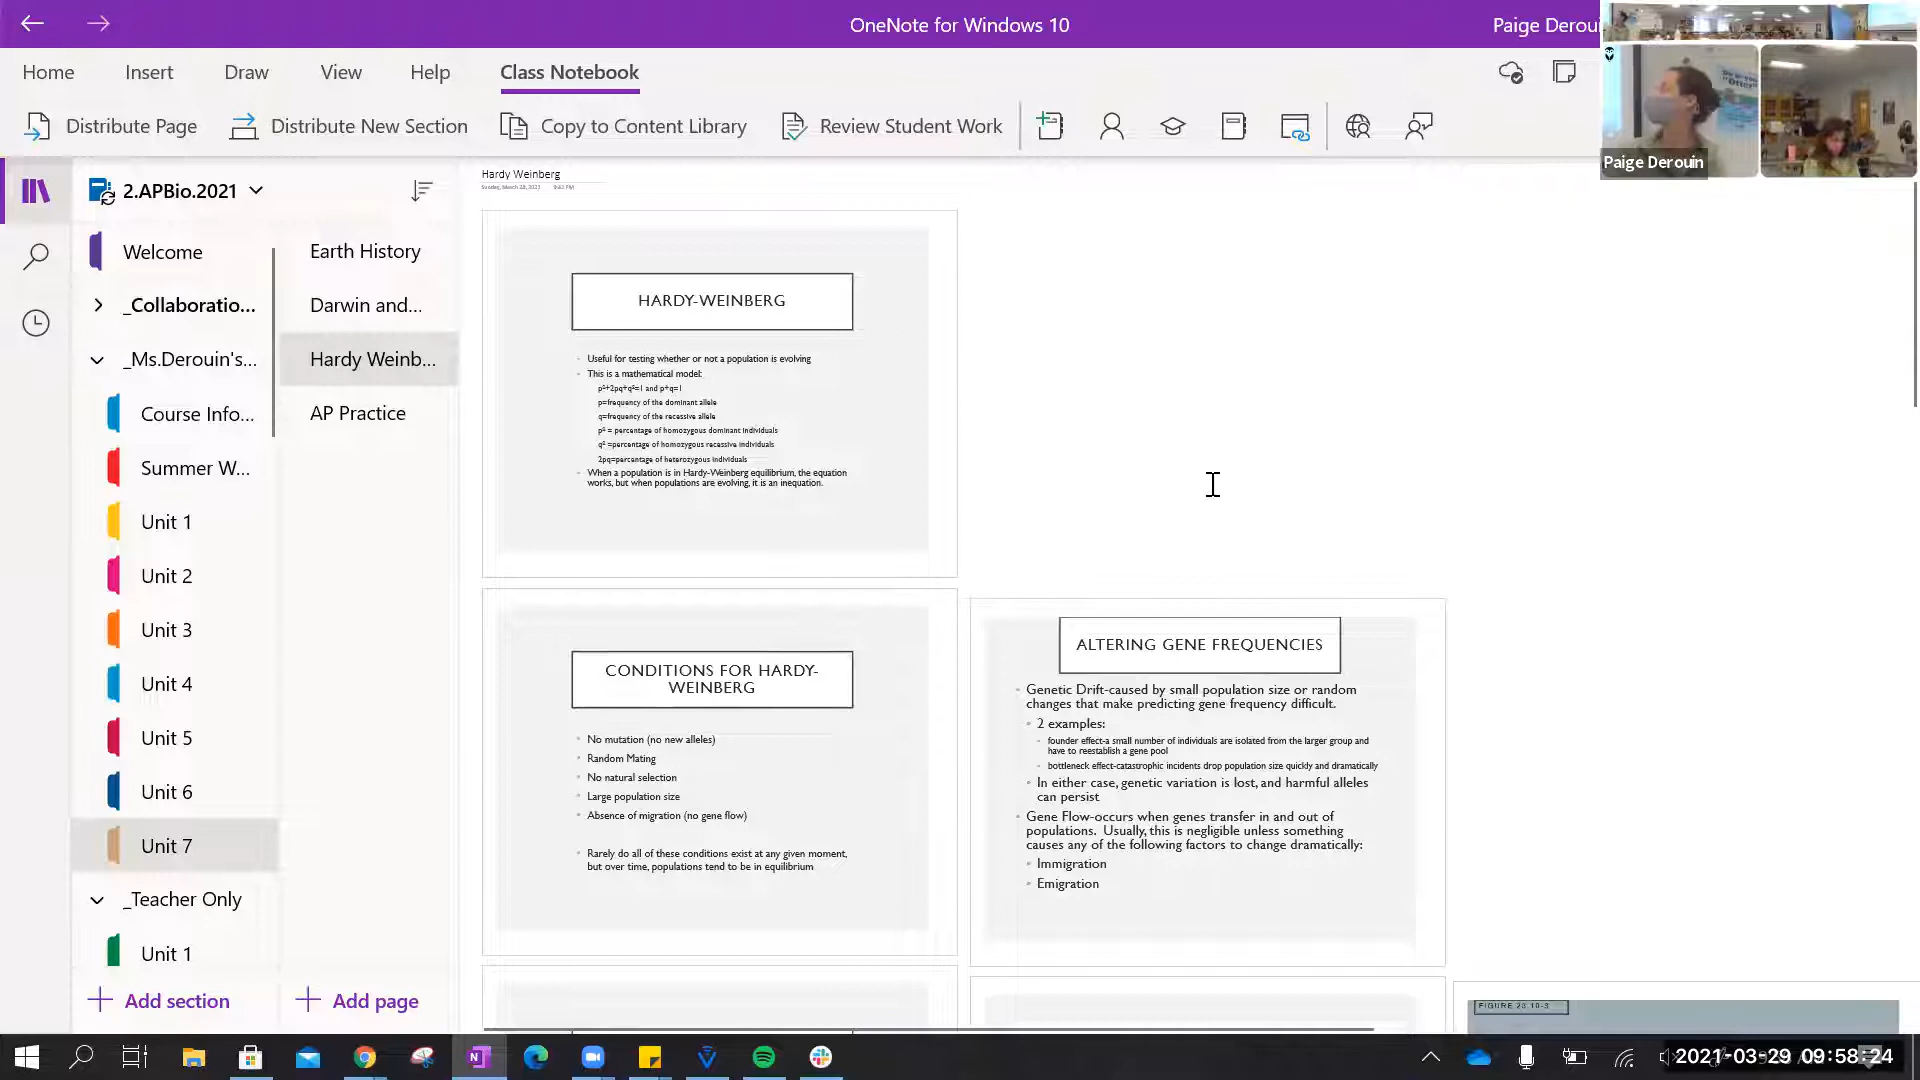 OneNote for Windows 10
Paige Derouin
Home
Insert
Draw
View
Help
Class Notebook
Distribute Page
Distribute New Section
Copy to Content Library
Review Student Work
Paige Derouin
2.APBio.2021
Welcome
_Collaboratio...
_Ms.Derouin's...
Course Info...
Summer W...
Unit 1
Unit 2
Unit 3
Unit 4
Unit 5
Unit 6
Unit 7
_Teacher Only
Unit 1
Add section
Earth History
Darwin and...
Hardy Weinb...
AP Practice
Add page
Hardy Weinberg
HARDY-WEINBERG
Useful for testing whether or not a population is evolving
This is a mathematical model:
p²+2pq+q²=1 and p+q=1
p=frequency of the dominant allele
q=frequency of the recessive allele
p² = percentage of homozygous dominant individuals
q² =percentage of homozygous recessive individuals
2pq=percentage of heterozygous individuals
When a population is in Hardy-Weinberg equilibrium, the equation
works, but when populations are evolving, it is an inequation.
CONDITIONS FOR HARDY-
WEINBERG
No mutation (no new alleles)
Random Mating
No natural selection
Large population size
Absence of migration (no gene flow)
Rarely do all of these conditions exist at any given moment,
but over time, populations tend to be in equilibrium
ALTERING GENE FREQUENCIES
Genetic Drift-caused by small population size or random
changes that make predicting gene frequency difficult.
2 examples:
founder effect-a small number of individuals are isolated from the larger group and
have to reestablish a gene pool
bottleneck effect-catastrophic incidents drop population size quickly and dramatically
In either case, genetic variation is lost, and harmful alleles
can persist
Gene Flow-occurs when genes transfer in and out of
populations. Usually, this is negligible unless something
causes any of the following factors to change dramatically:
Immigration
Emigration
FIGURE 23.10-3
2021-03-29 09:58:24